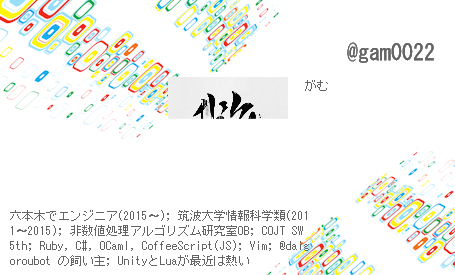 @gam0022
がむ
六本木でエンジニア(2015〜); 筑波大学情報科学類(201
1〜2015); 非数値処理アルゴリズム研究室OB; COJT SW
5th; Ruby, C#, OCaml, CoffeeScript(JS); Vim; @darg
oroubot の飼い主; UnityとLuaが最近は熱い